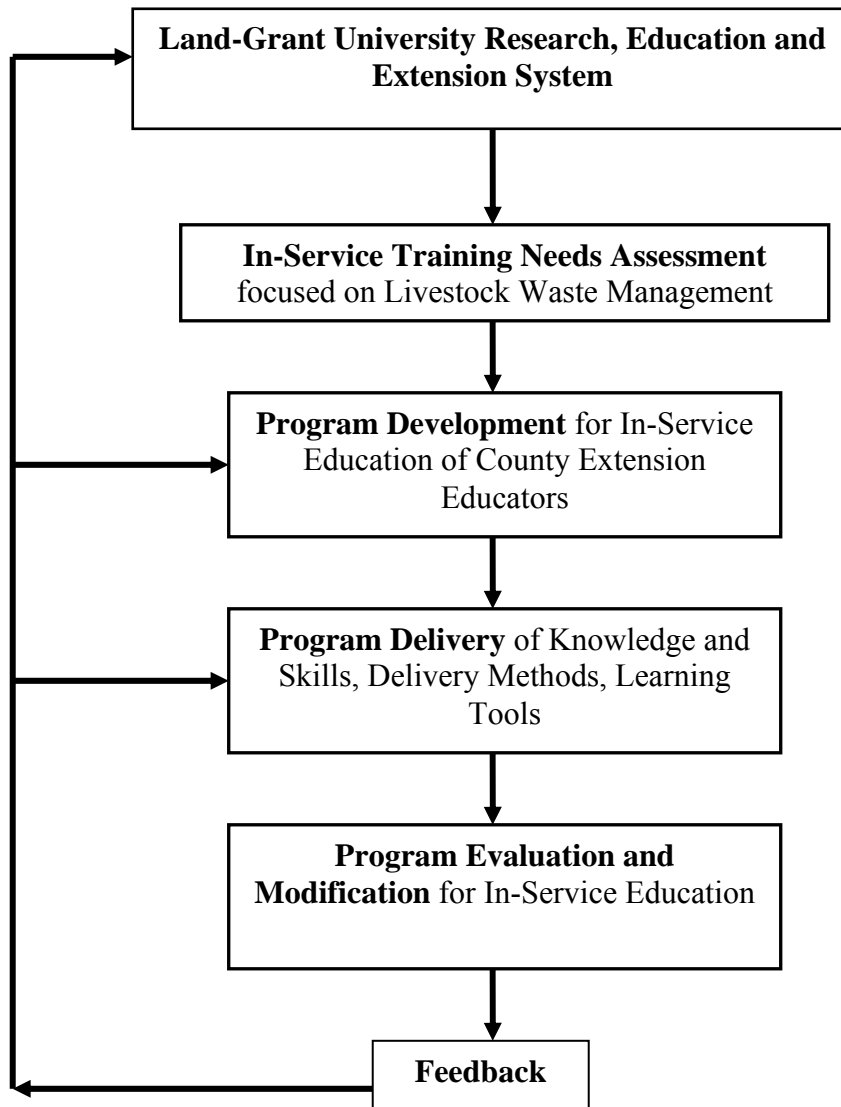 Land-Grant University Research, Education and
Extension System
In-Service Training Needs Assessment
focused on Livestock Waste Management
Program Development for In-Service
Education of County Extension
Educators
Program Delivery of Knowledge and
Skills, Delivery Methods, Learning
Tools
Program Evaluation and
Modification for In-Service Education
Feedback